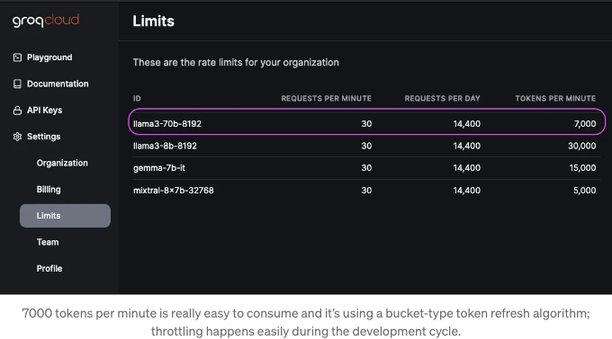 groqcloud
Limits
Playground
Documentation
API Keys
Settings
Organization
Billing
Limits
Team
Profile
These are the rate limits for your organization
ID REQUESTS PER MINUTE REQUESTS PER DAY TOKENS PER MINUTE
llama3-70b-8192 30 14,400 7,000
llama3-8b-8192 30 14,400 30,000
gemma-7b-it 30 14,400 15,000
mixtral-8x7b-32768 30 14,400 5,000
7000 tokens per minute is really easy to consume and it’s using a bucket-type token refresh algorithm;
throttling happens easily during the development cycle.